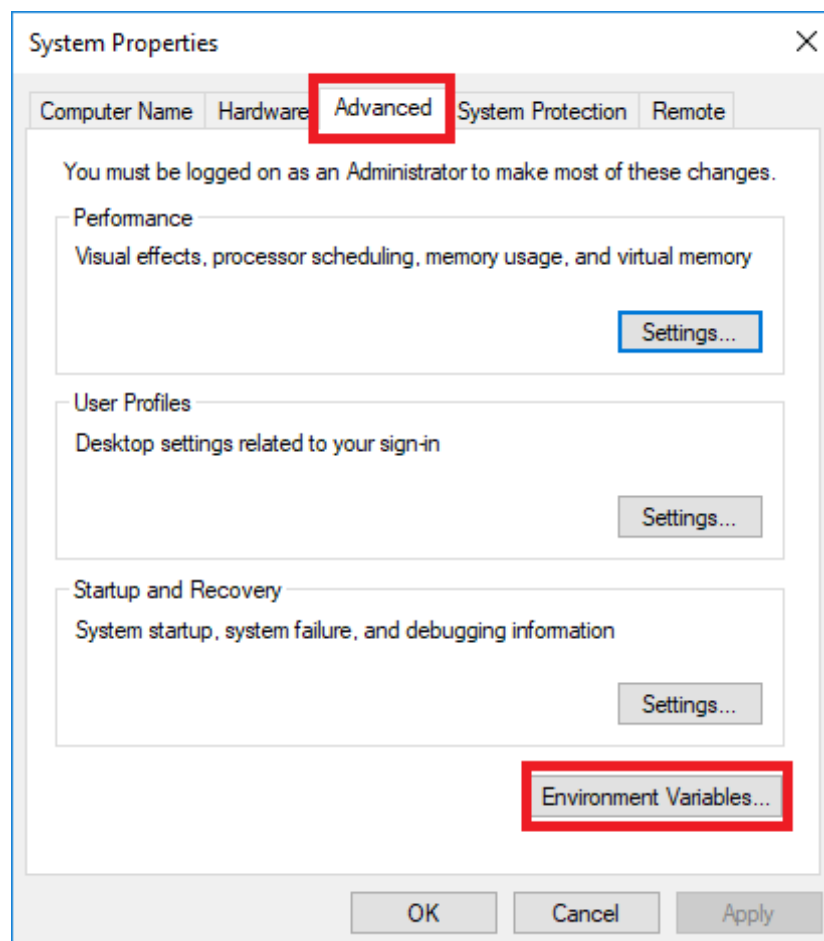 System Properties
Computer Name Hardware Advanced System Protection Remote
You must be logged on as an Administrator to make most of these changes.
Performance
Visual effects, processor scheduling, memory usage, and virtual memory
Settings...
User Profiles
Desktop settings related to your sign-in
Settings...
Startup and Recovery
System startup, system failure, and debugging information
Settings...
Environment Variables...
OK Cancel Apply